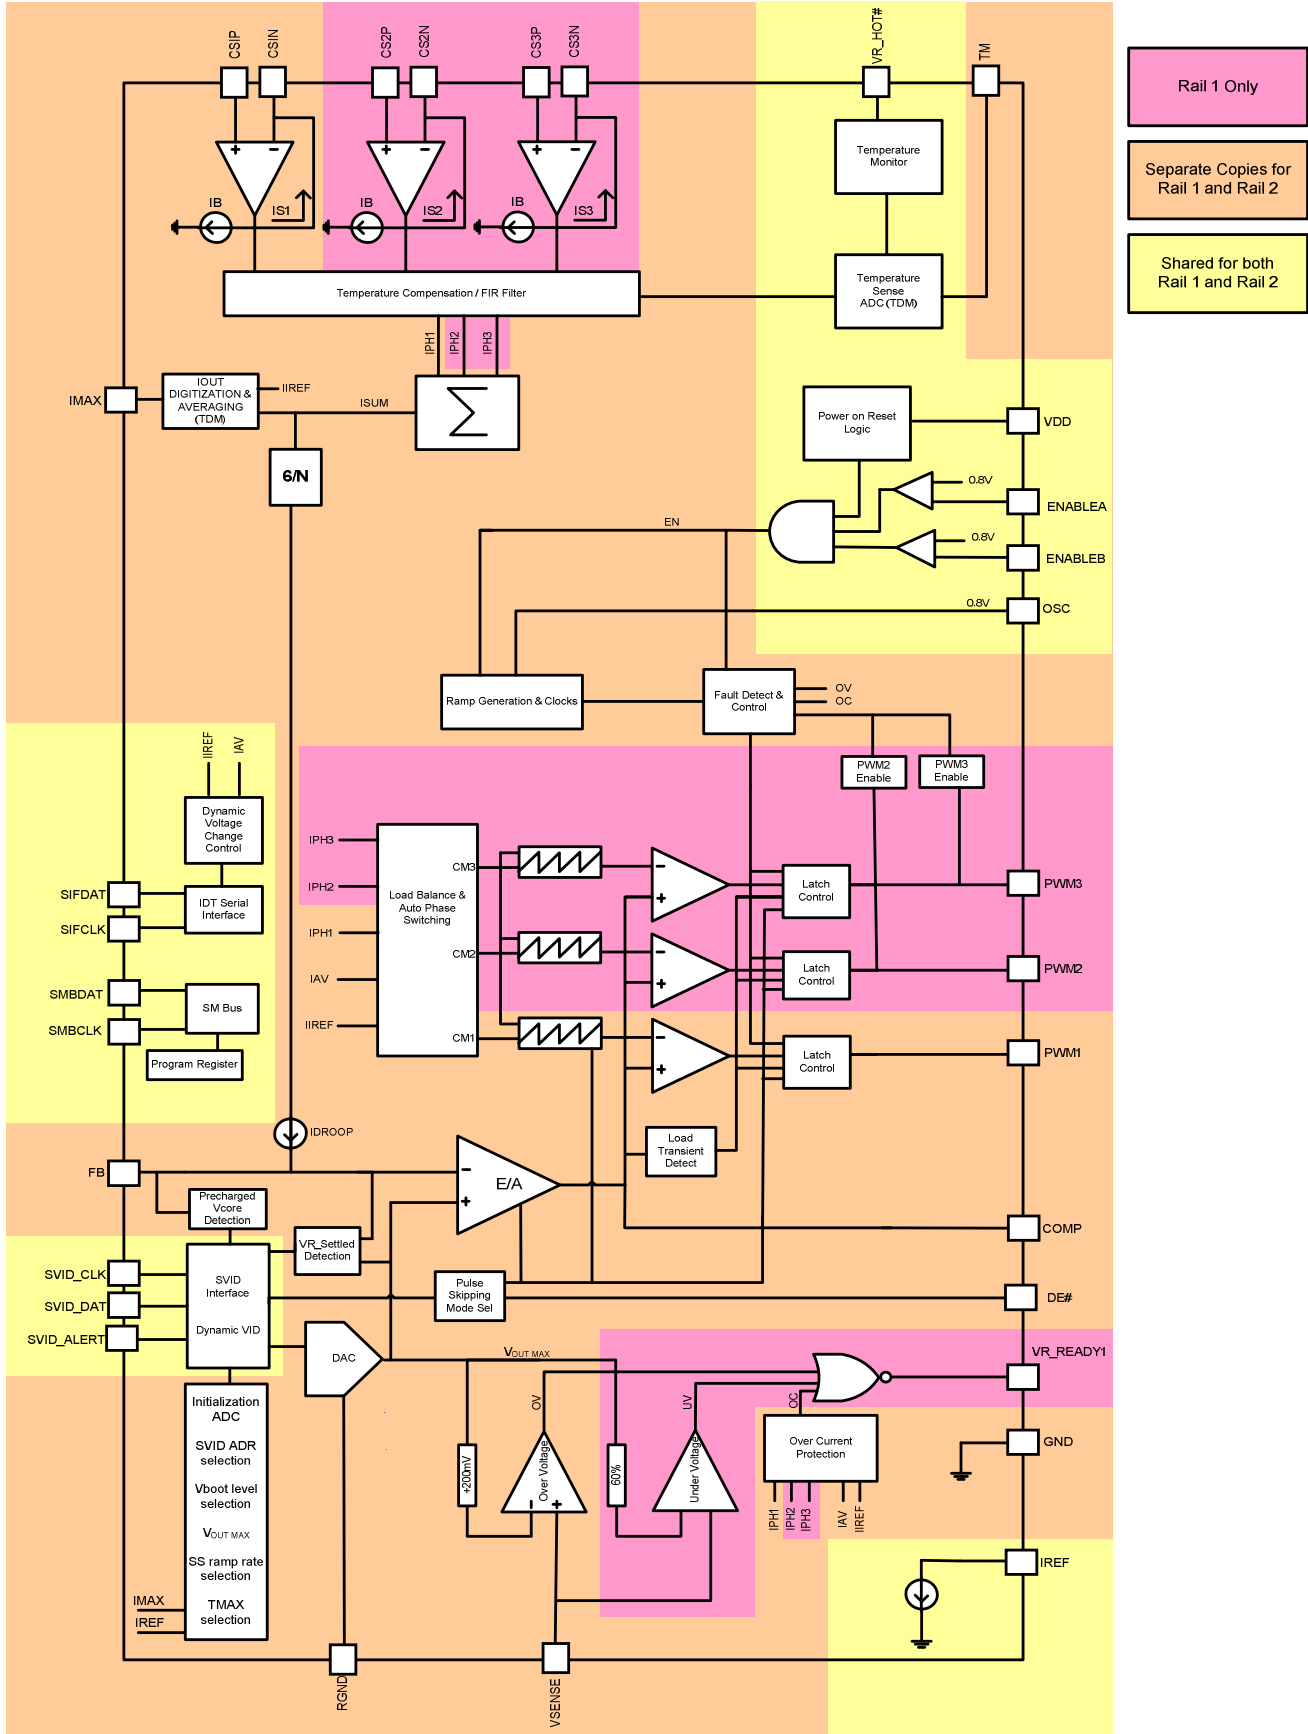 CSIP
CSIN
CS2P
CS2N
CS3P
CS3N
VR_HOT#
TM
Rail 1 Only
Separate Copies for
Rail 1 and Rail 2
Shared for both
Rail 1 and Rail 2
+ −
+ −
+ −
Temperature
Monitor
IB
IS1
IB
IS2
IB
IS3
Temperature Compensation / FIR Filter
Temperature
Sense
ADC (TDM)
IPH1
IPH2
IPH3
IMAX
IOUT
DIGITIZATION &
AVERAGING
(TDM)
IIREF
ISUM
Σ
6/N
Power on Reset
Logic
VDD
0.8V
ENABLEA
0.8V
ENABLEB
EN
0.8V
OSC
Ramp Generation & Clocks
Fault Detect &
Control
OV
OC
PWM2
Enable
PWM3
Enable
IIREF
IAV
Dynamic
Voltage
Change
Control
SIFDAT
SIFCLK
IDT Serial
Interface
SMBDAT
SMBCLK
SM Bus
Program Register
IPH3
IPH2
IPH1
IAV
IIREF
Load Balance &
Auto Phase
Switching
CM3
CM2
CM1
−
+
−
+
−
+
Latch
Control
Latch
Control
Latch
Control
PWM3
PWM2
PWM1
IDROOP
FB
−
+
E/A
Load
Transient
Detect
Precharged
Vcore
Detection
VR_Settled
Detection
COMP
SVID_CLK
SVID_DAT
SVID_ALERT
SVID
Interface
Dynamic VID
Pulse
Skipping
Mode Sel
DE#
DAC
VOUT MAX
VR_READY1
OV
UV
OC
Initialization
ADC
SVID ADR
selection
Vboot level
selection
VOUT MAX
SS ramp rate
selection
TMAX
selection
IMAX
IREF
+200mV
Over Voltage
− +
60%
Under Voltage
Over Current
Protection
IPH1
IPH2
IPH3
IAV
IIREF
GND
IREF
RGND
VSENSE